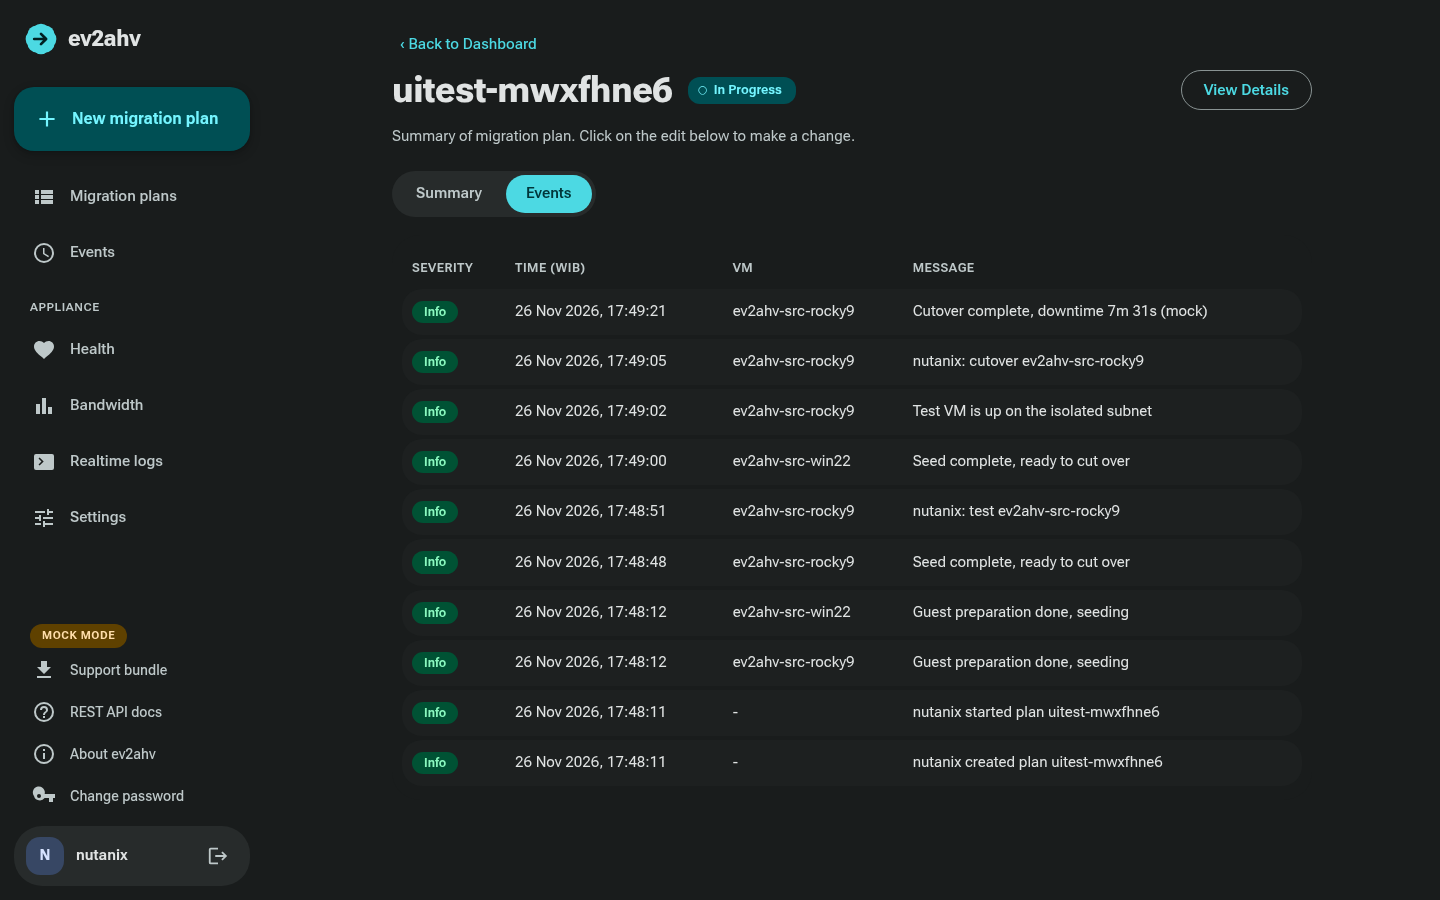 ev2ahv
New migration plan
Migration plans
Events
APPLIANCE
Health
Bandwidth
Realtime logs
Settings
MOCK MODE
Support bundle
REST API docs
About ev2ahv
Change password
N
nutanix
‹ Back to Dashboard
uitest-mwxfhne6
In Progress
View Details
Summary of migration plan. Click on the edit below to make a change.
Summary
Events
SEVERITY TIME (WIB) VM MESSAGE
Info 26 Nov 2026, 17:49:21 ev2ahv-src-rocky9 Cutover complete, downtime 7m 31s (mock)
Info 26 Nov 2026, 17:49:05 ev2ahv-src-rocky9 nutanix: cutover ev2ahv-src-rocky9
Info 26 Nov 2026, 17:49:02 ev2ahv-src-rocky9 Test VM is up on the isolated subnet
Info 26 Nov 2026, 17:49:00 ev2ahv-src-win22 Seed complete, ready to cut over
Info 26 Nov 2026, 17:48:51 ev2ahv-src-rocky9 nutanix: test ev2ahv-src-rocky9
Info 26 Nov 2026, 17:48:48 ev2ahv-src-rocky9 Seed complete, ready to cut over
Info 26 Nov 2026, 17:48:12 ev2ahv-src-win22 Guest preparation done, seeding
Info 26 Nov 2026, 17:48:12 ev2ahv-src-rocky9 Guest preparation done, seeding
Info 26 Nov 2026, 17:48:11 - nutanix started plan uitest-mwxfhne6
Info 26 Nov 2026, 17:48:11 - nutanix created plan uitest-mwxfhne6